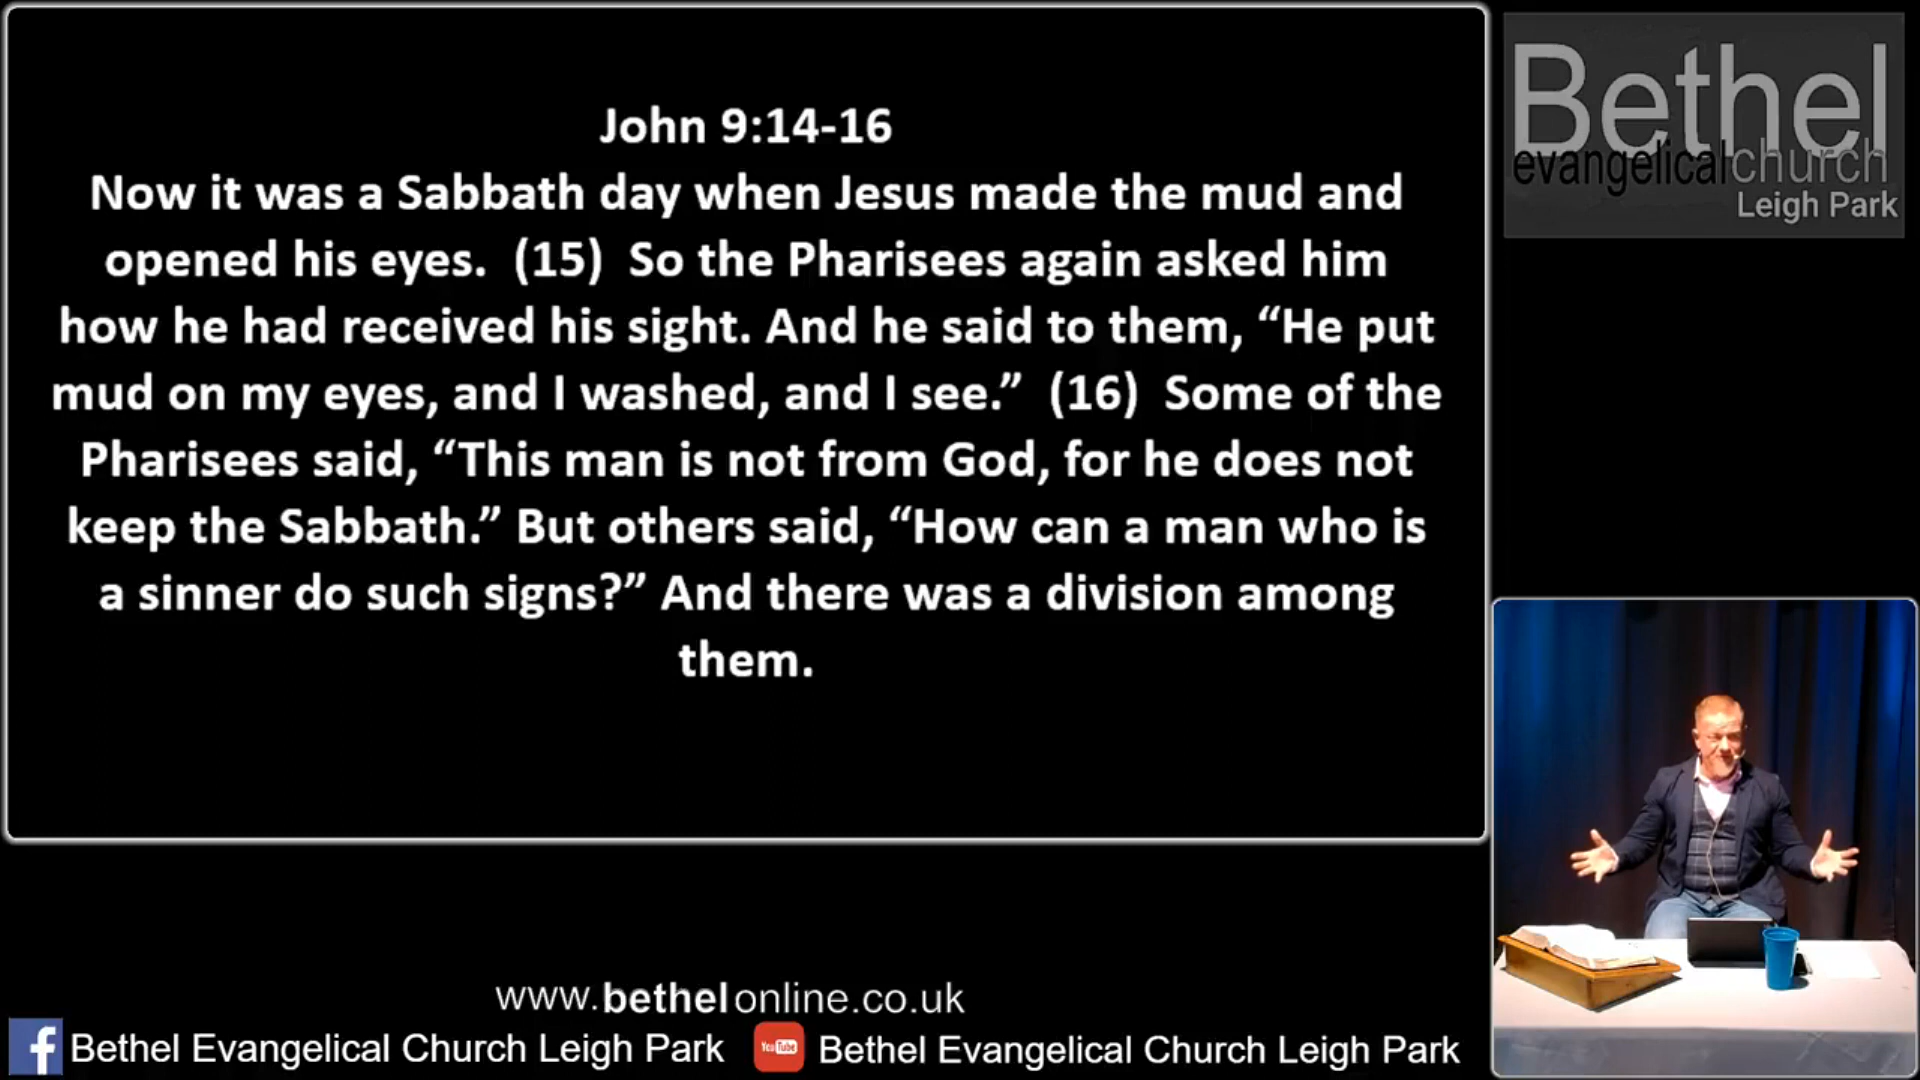 John 9:14-16
Now it was a Sabbath day when Jesus made the mud and
opened his eyes.  (15)  So the Pharisees again asked him
how he had received his sight. And he said to them, “He put
mud on my eyes, and I washed, and I see.”  (16)  Some of the
Pharisees said, “This man is not from God, for he does not
keep the Sabbath.” But others said, “How can a man who is
a sinner do such signs?” And there was a division among
them.
Bethel
evangelicalchurch
Leigh Park
www.bethelonline.co.uk
f Bethel Evangelical Church Leigh Park
YouTube Bethel Evangelical Church Leigh Park